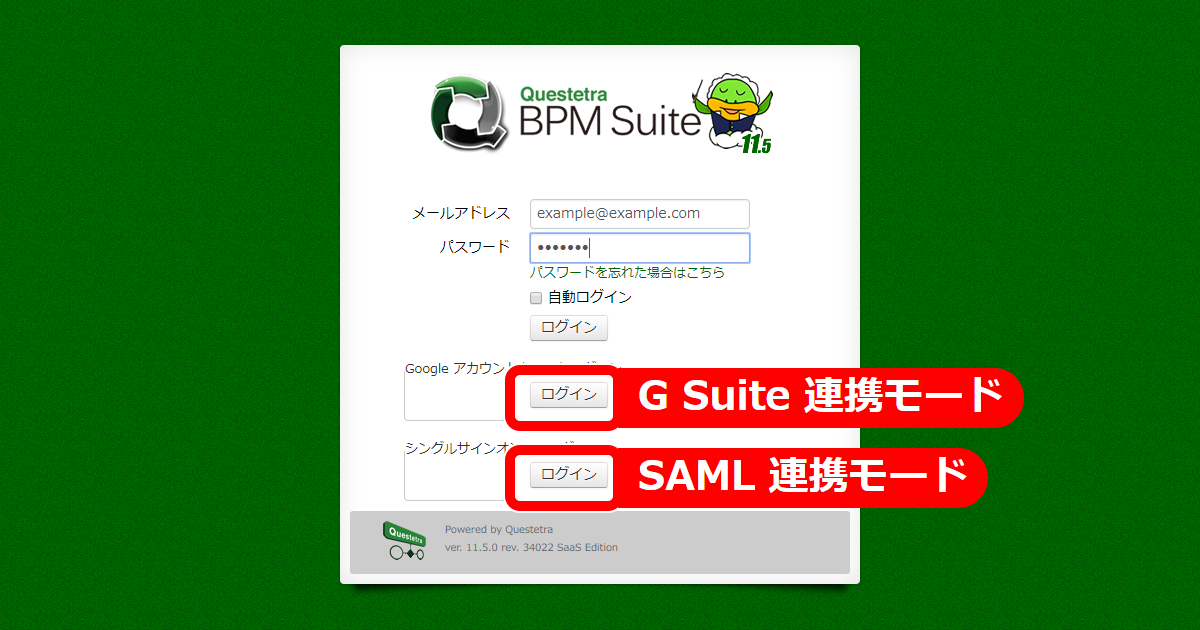 Questetra
BPM Suite
11.5
メールアドレス
example@example.com
パスワード
パスワードを忘れた場合はこちら
自動ログイン
ログイン
Google アカウント
ログイン
G Suite 連携モード
シングルサインオン
ログイン
SAML 連携モード
Questetra
Powered by Questetra
ver. 11.5.0 rev. 34022 SaaS Edition